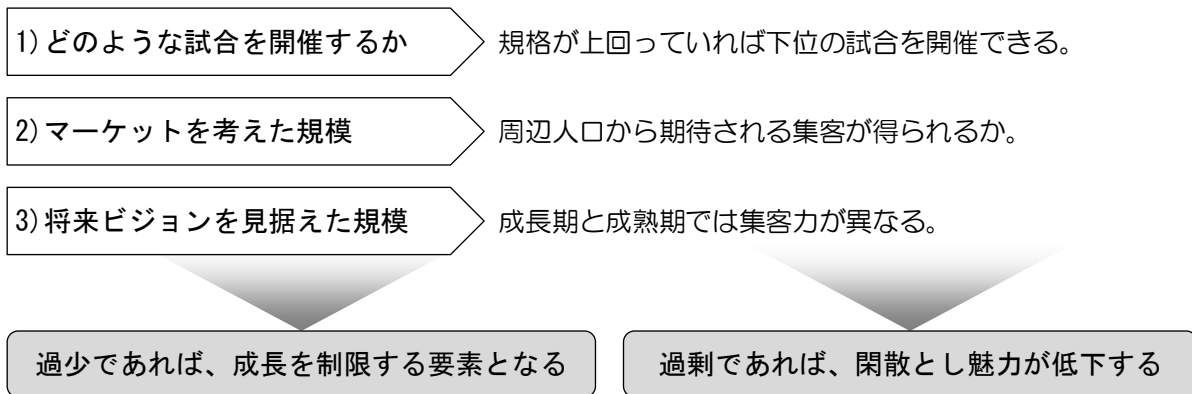 1)どのような試合を開催するか
規格が上回っていれば下位の試合を開催できる。
2)マーケットを考えた規模
周辺人口から期待される集客が得られるか。
3)将来ビジョンを見据えた規模
成長期と成熟期では集客力が異なる。
過少であれば、成長を制限する要素となる
過剰であれば、閑散とし魅力が低下する